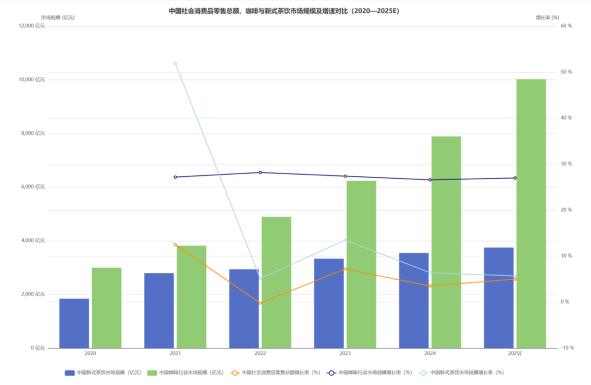 中国社会消费品零售总额、咖啡与新式茶饮市场规模及增速对比（2020—2025E）
市场规模（亿元）
增长率（%）
12,000 亿元
10,000 亿元
8,000 亿元
6,000 亿元
4,000 亿元
2,000 亿元
0 亿元
60 %
50 %
40 %
30 %
20 %
10 %
0 %
-10 %
2020
2021
2022
2023
2024
2025E
中国新式茶饮市场规模（亿元）
中国咖啡行业市场规模（亿元）
中国社会消费品零售总额增长率（%）
中国咖啡行业市场规模增长率（%）
中国新式茶饮市场规模增长率（%）